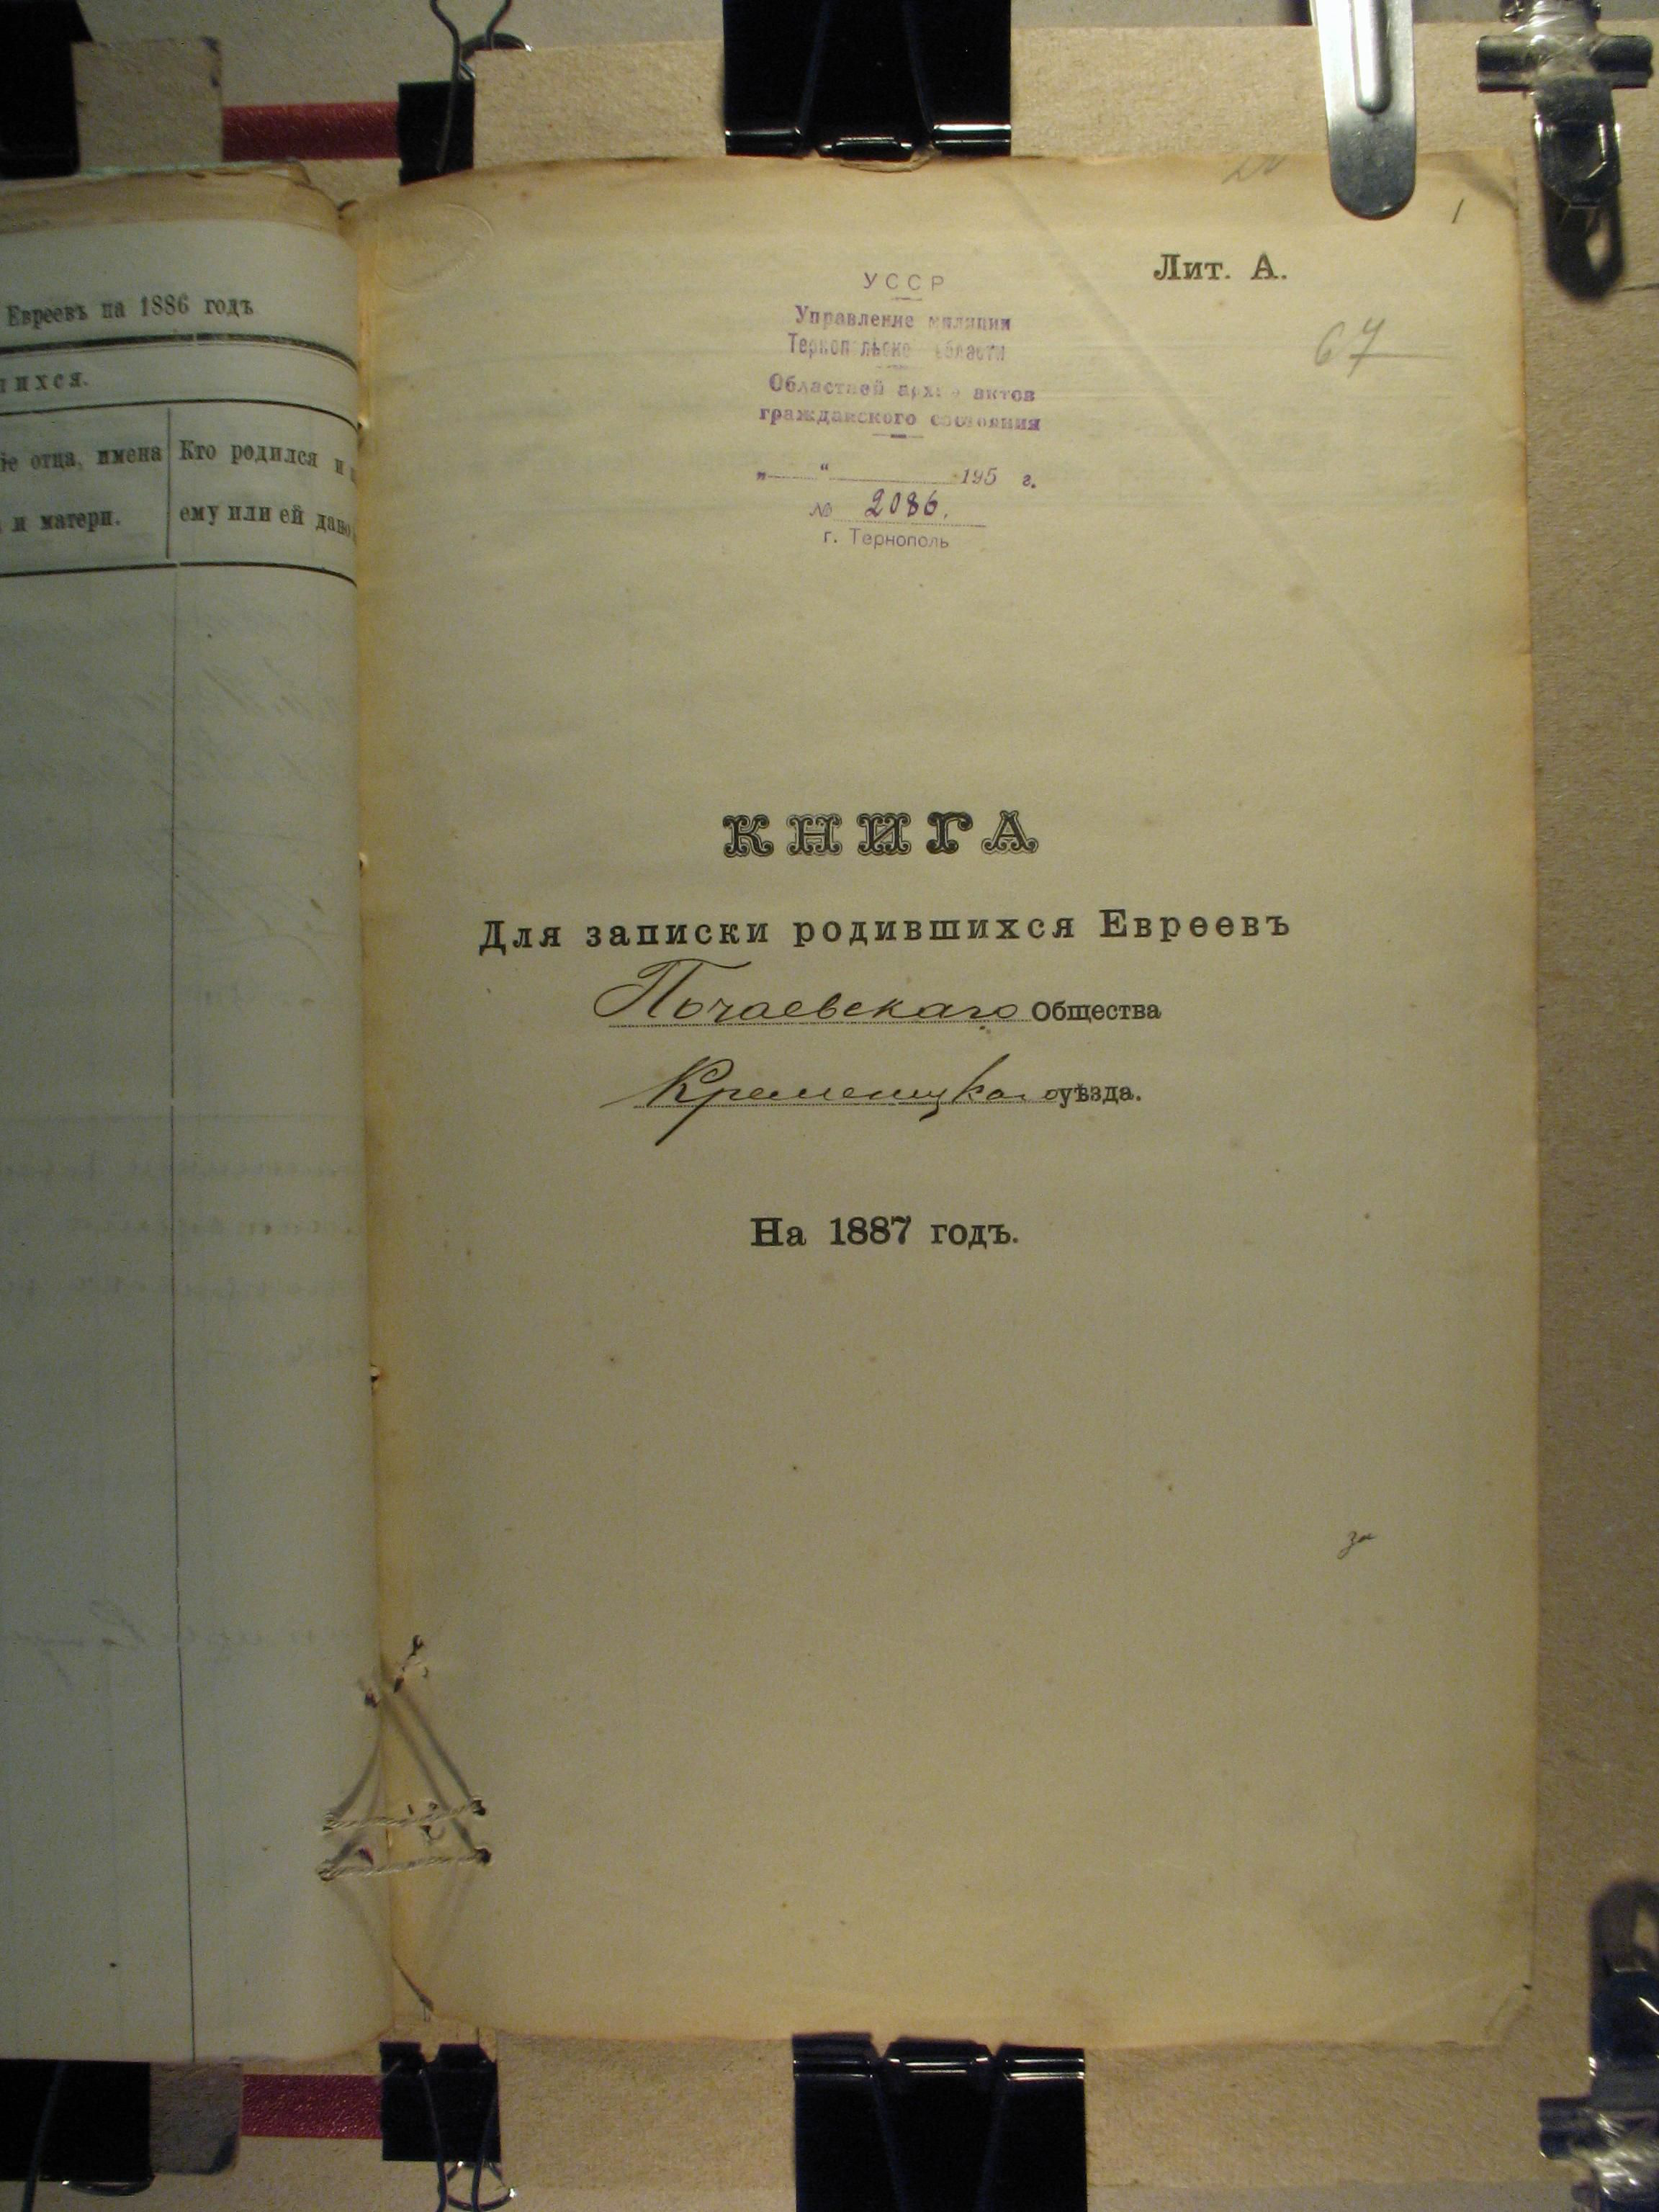 Евреевъ на 1886 годъ
ихся.
отца, имена
и матери.
Кто родился и
ему или ей дано
1
Лит. А.
67
УССР
Управление милиции
Тернопольско области
Областной архив актов
гражданского состояния
„ “ 195 г.
№ 2086.
г. Тернополь
КНИГА
Для записки родившихся Евреевъ
Почаевскаго Общества
Кременецкаго уѣзда.
На 1887 годъ.